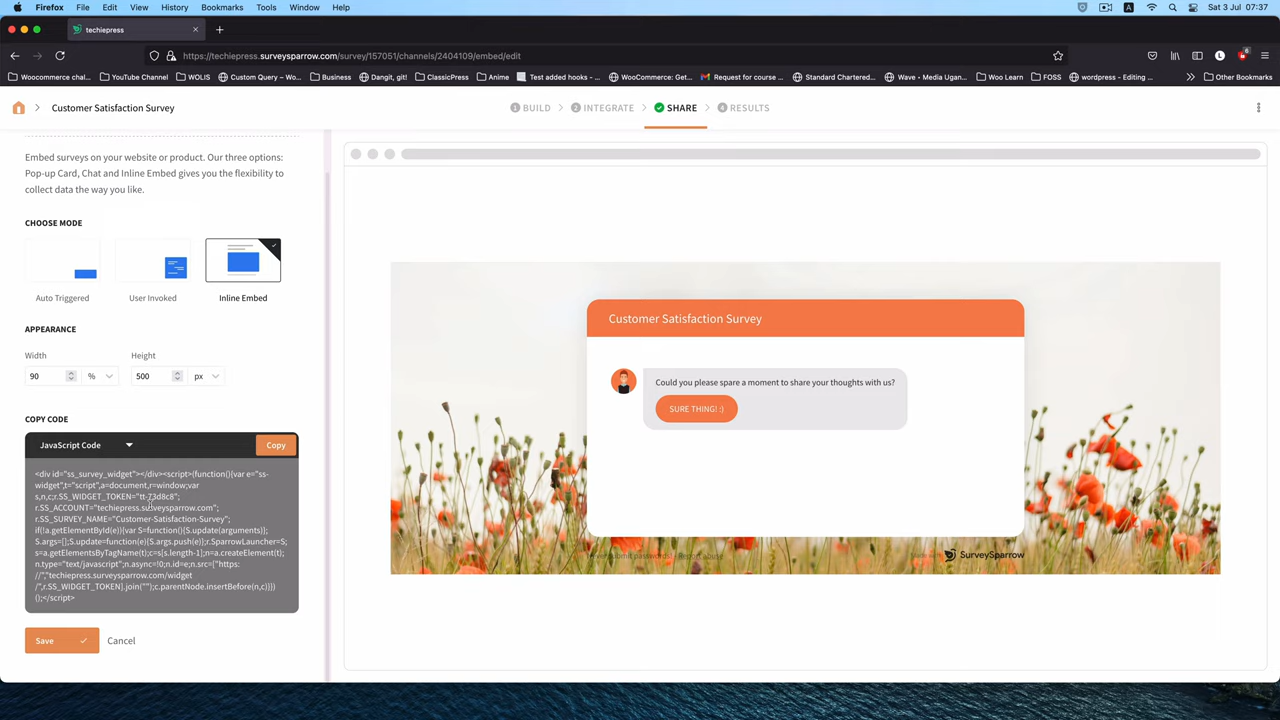 Firefox File Edit View History Bookmarks Tools Window Help Sat 3 Jul 07:37
techiepress
https://techiepress.surveysparrow.com/survey/157051/channels/2404109/embed/edit
Woocommerce chal... YouTube Channel WOLIS Custom Query – Wo... Business Dangit, git! ClassicPress Anime Test added hooks -... WooCommerce: Get... Request for course ... Standard Chartered... Wave • Media Ugan... Woo Learn FOSS wordpress - Editing ... Other Bookmarks
Customer Satisfaction Survey
1 BUILD 2 INTEGRATE SHARE 4 RESULTS
Embed surveys on your website or product. Our three options:
Pop-up Card, Chat and Inline Embed gives you the flexibility to
collect data the way you like.
CHOOSE MODE
Auto Triggered User Invoked Inline Embed
APPEARANCE
Width Height
90 % 500 px
COPY CODE
JavaScript Code Copy
<div id="ss_survey_widget"></div><script>(function(){var e="ss-
widget",t="script",a=document,r=window;var
s,n,c;r.SS_WIDGET_TOKEN="tt-73d8c8";
r.SS_ACCOUNT="techiepress.surveysparrow.com";
r.SS_SURVEY_NAME="Customer-Satisfaction-Survey";
if(!a.getElementById(e)){var S=function(){S.update(arguments)};
S.args=[];S.update=function(e){S.args.push(e)};r.SparrowLauncher=S;
s=a.getElementsByTagName(t);c=s[s.length-1];n=a.createElement(t);
n.type="text/javascript";n.async=!0;n.id=e;n.src=["https:
//","techiepress.surveysparrow.com/widget
/",r.SS_WIDGET_TOKEN].join("");c.parentNode.insertBefore(n,c)}})
();</script>
Save Cancel
Customer Satisfaction Survey
Could you please spare a moment to share your thoughts with us?
SURE THING! :)
Never submit passwords! - Report abuse
SurveySparrow